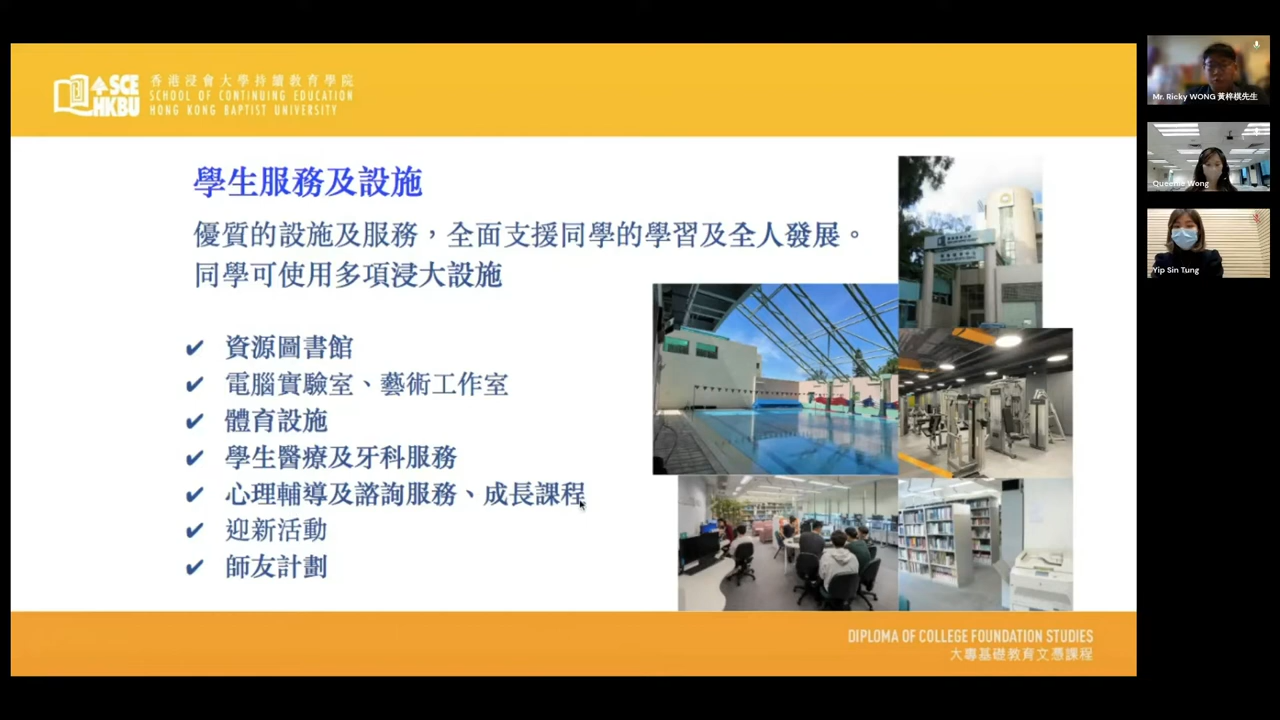 SCE
HKBU
香港浸會大學持續教育學院
SCHOOL OF CONTINUING EDUCATION
HONG KONG BAPTIST UNIVERSITY
學生服務及設施
優質的設施及服務，全面支援同學的學習及全人發展。
同學可使用多項浸大設施
✔ 資源圖書館
✔ 電腦實驗室、藝術工作室
✔ 體育設施
✔ 學生醫療及牙科服務
✔ 心理輔導及諮詢服務、成長課程
✔ 迎新活動
✔ 師友計劃
DIPLOMA OF COLLEGE FOUNDATION STUDIES
大專基礎教育文憑課程
Mr. Ricky WONG 黃梓棋先生
Queenie Wong
Yip Sin Tung